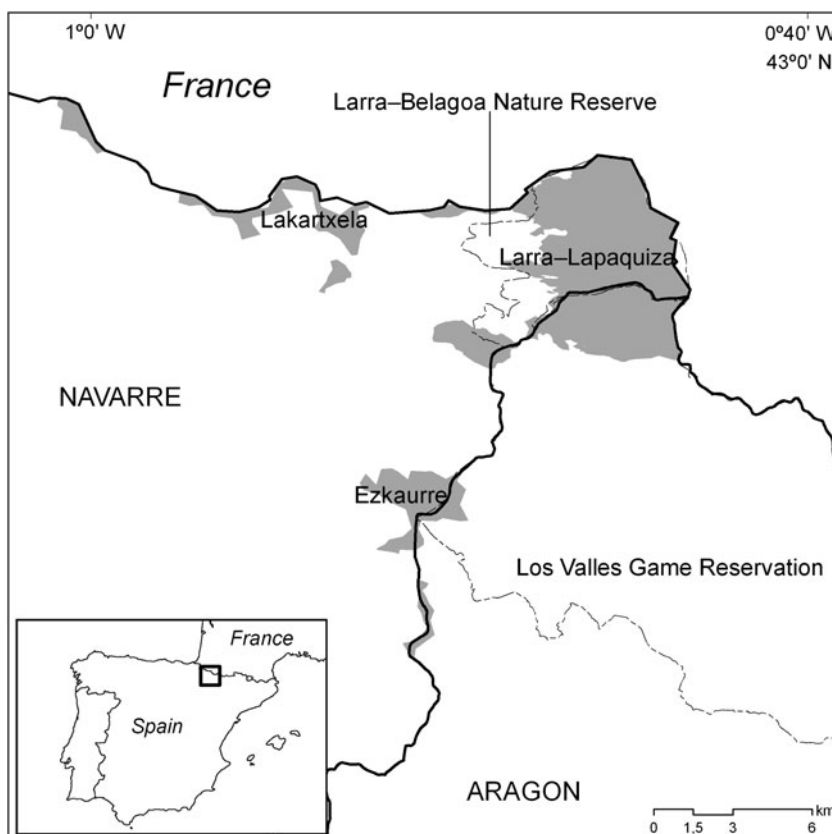 1º0' W
0º40' W
43º0' N
France
Larra–Belagoa Nature Reserve
Lakartxela
Larra–Lapaquiza
NAVARRE
Ezkaurre
Los Valles Game Reservation
France
Spain
ARAGON
km
0 1,5 3 6